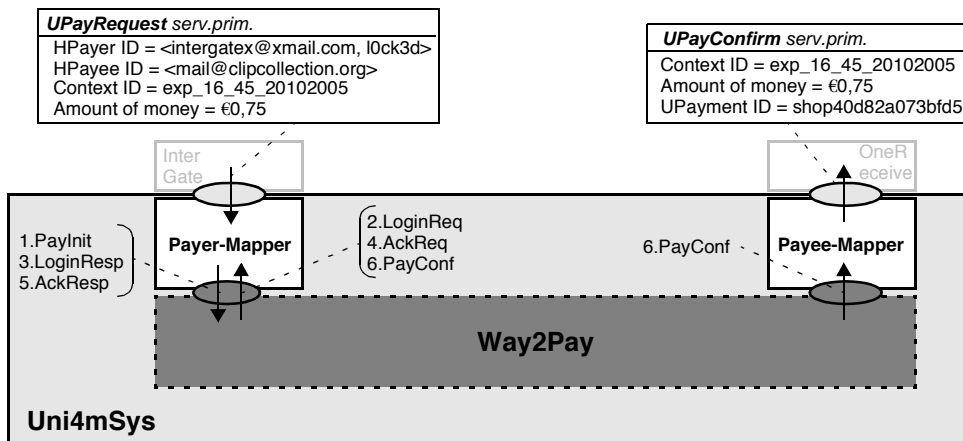 UPayRequest serv.prim.
HPayer ID = <intergatex@xmail.com, l0ck3d>
HPayee ID = <mail@clipcollection.org>
Context ID = exp_16_45_20102005
Amount of money = €0,75
UPayConfirm serv.prim.
Context ID = exp_16_45_20102005
Amount of money = €0,75
UPayment ID = shop40d82a073bfd5
Inter
Gate
OneR
eceive
1.PayInit
3.LoginResp
5.AckResp
Payer-Mapper
2.LoginReq
4.AckReq
6.PayConf
6.PayConf
Payee-Mapper
Way2Pay
Uni4mSys